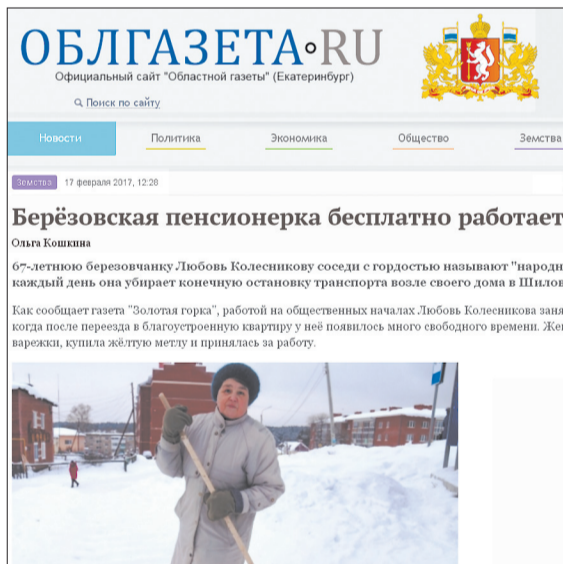 ОБЛГАЗЕТА•RU
Официальный сайт "Областной газеты" (Екатеринбург)
Поиск по сайту
Новости Политика Экономика Общество Земства
Земства 17 февраля 2017, 12:28
Берёзовская пенсионерка бесплатно работает
Ольга Кошкина
67-летнюю березовчанку Любовь Колесникову соседи с гордостью называют "народн
каждый день она убирает конечную остановку транспорта возле своего дома в Шилов
Как сообщает газета "Золотая горка", работой на общественных началах Любовь Колесникова заня
когда после переезда в благоустроенную квартиру у неё появилось много свободного времени. Же
варежки, купила жёлтую метлу и принялась за работу.